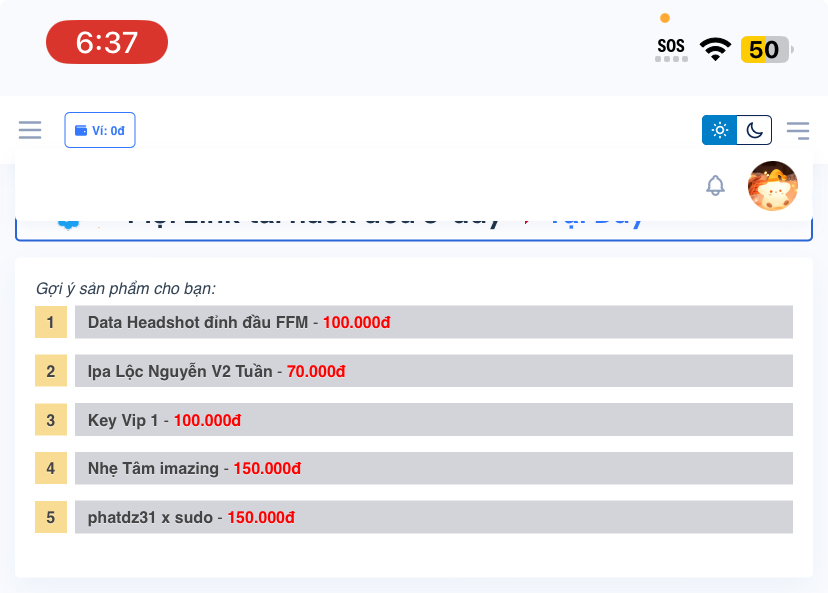 6:37
SOS
50
Ví: 0đ
Tại Đây
Gợi ý sản phẩm cho bạn:
1 Data Headshot đỉnh đầu FFM - 100.000đ
2 Ipa Lộc Nguyễn V2 Tuần - 70.000đ
3 Key Vip 1 - 100.000đ
4 Nhẹ Tâm imazing - 150.000đ
5 phatdz31 x sudo - 150.000đ